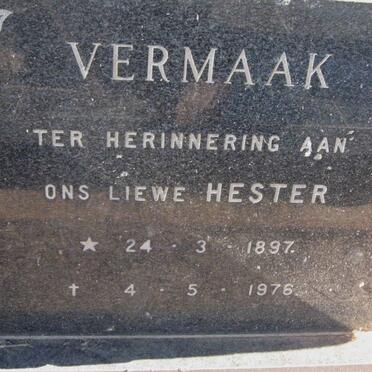 VERMAAK
TER HERINNERING AAN
ONS LIEWE HESTER
★ 24 - 3 - 1897
† 4 - 5 - 1976